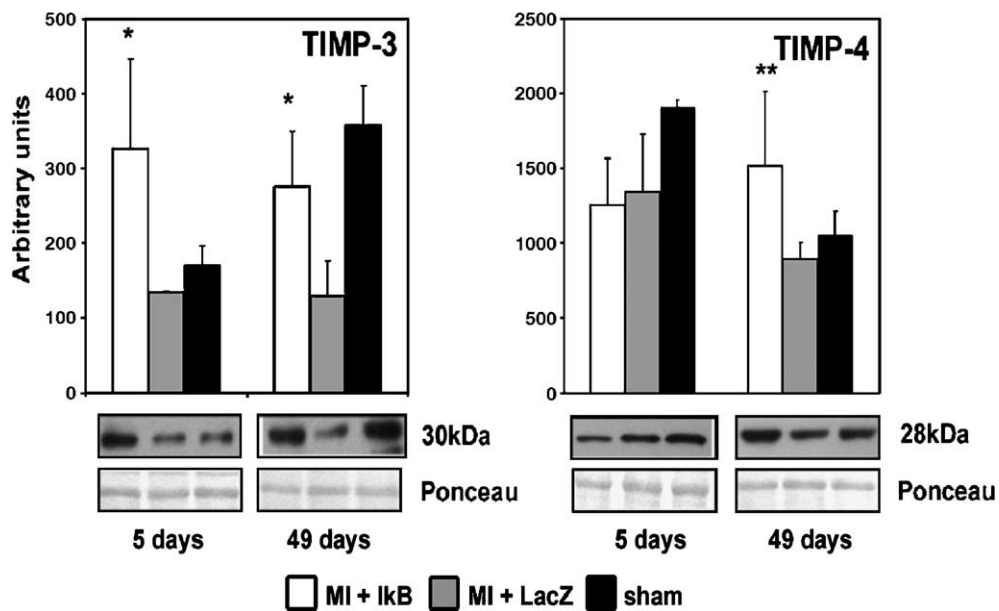 Arbitrary units
500
400
300
200
100
0
*
*
TIMP-3
30kDa
Ponceau
5 days
49 days
2500
2000
1500
1000
500
0
**
TIMP-4
28kDa
Ponceau
5 days
49 days
MI + IkB MI + LacZ sham